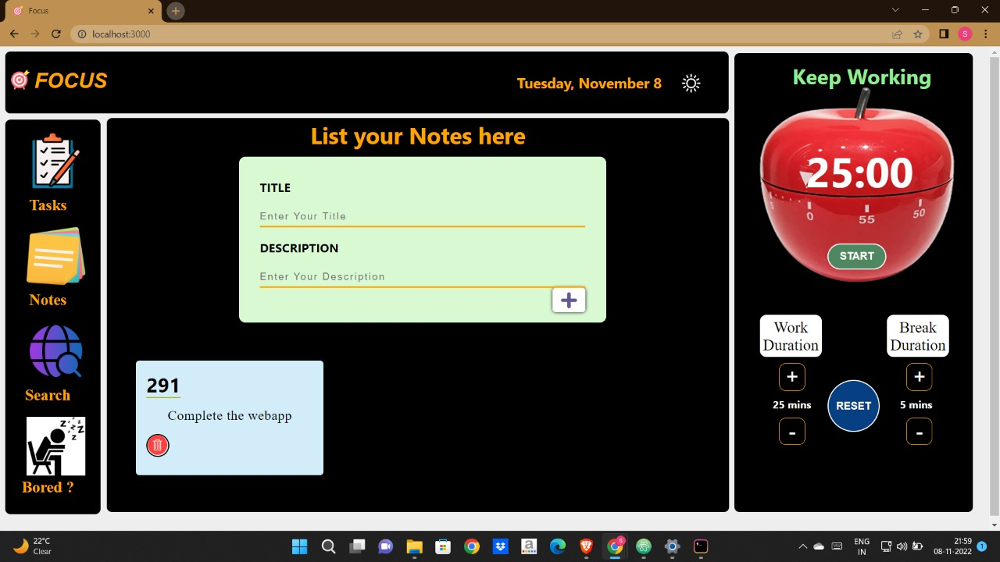 Focus
localhost:3000
S
FOCUS
Tuesday, November 8
Keep Working
Tasks
Notes
Search
z z z z z
Bored ?
List your Notes here
TITLE
Enter Your Title
DESCRIPTION
Enter Your Description
+
291
Complete the webapp
25:00
5 0 55 50
START
Work
Duration
Break
Duration
+
+
25 mins
RESET
5 mins
-
-
22°C
Clear
a
ENG
IN
21:59
08-11-2022
1